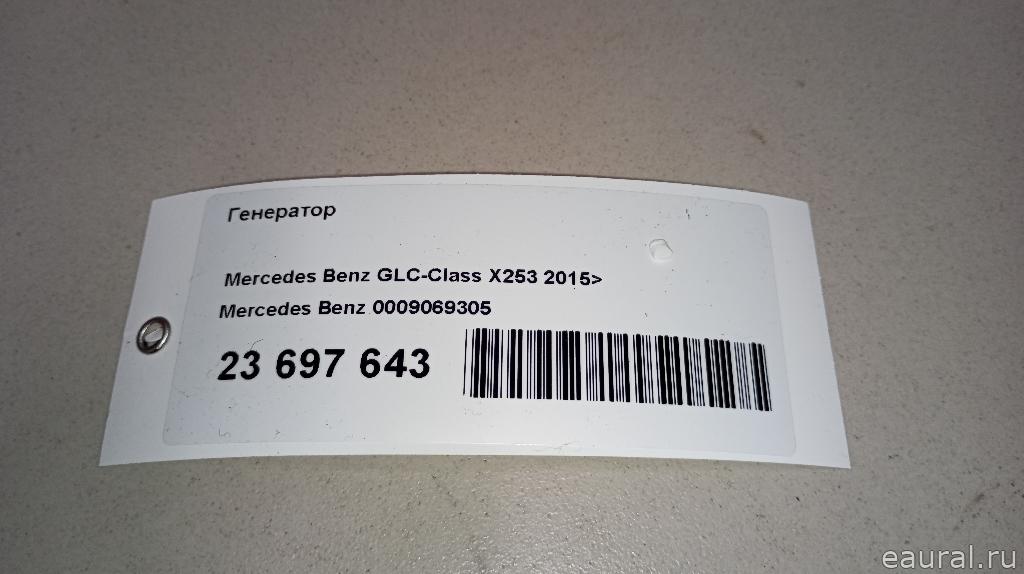 Генератор
Mercedes Benz GLC-Class X253 2015>
Mercedes Benz 0009069305
23 697 643
eaural.ru